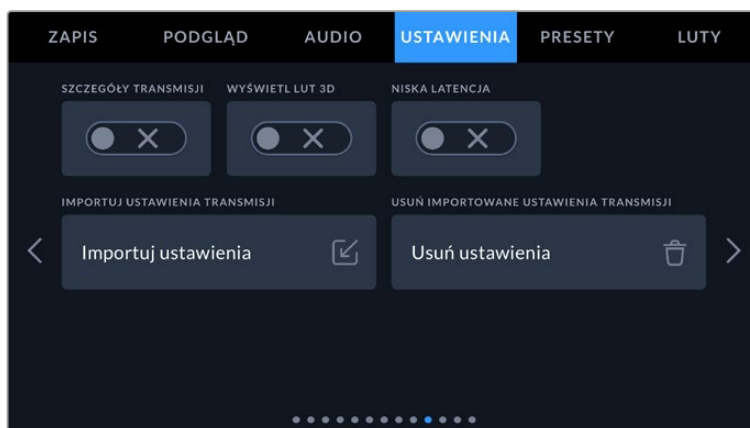 ZAPIS PODGLĄD AUDIO USTAWIENIA PRESETY LUTY
SZCZEGÓŁY TRANSMISJI WYŚWIETL LUT 3D NISKA LATENCJA
IMPORTUJ USTAWIENIA TRANSMISJI USUŃ IMPORTOWANE USTAWIENIA TRANSMISJI
Importuj ustawienia Usuń ustawienia